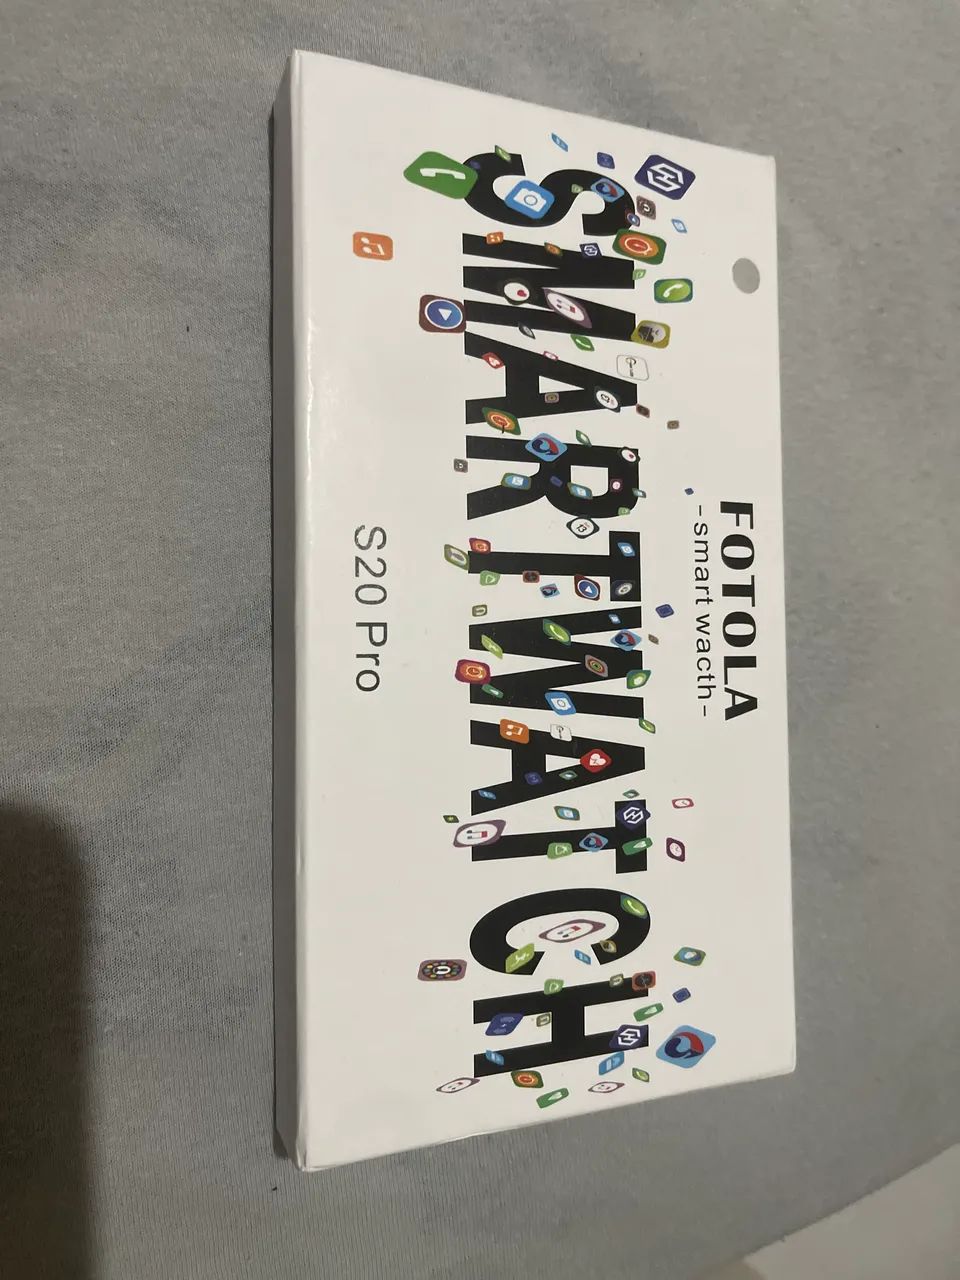 FOTOLA
-smart wacth-
SMARTWATCH
S20 Pro